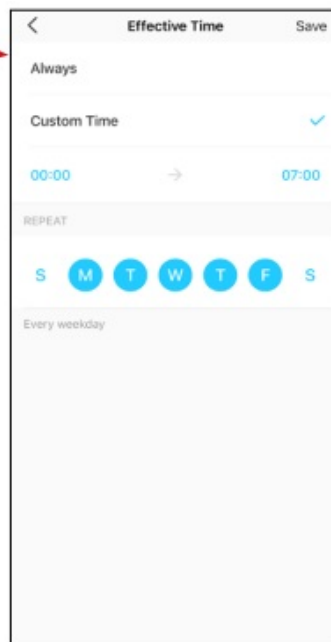 Effective Time Save
Always
Custom Time
00:00 → 07:00
REPEAT
S M T W T F S
Every weekday